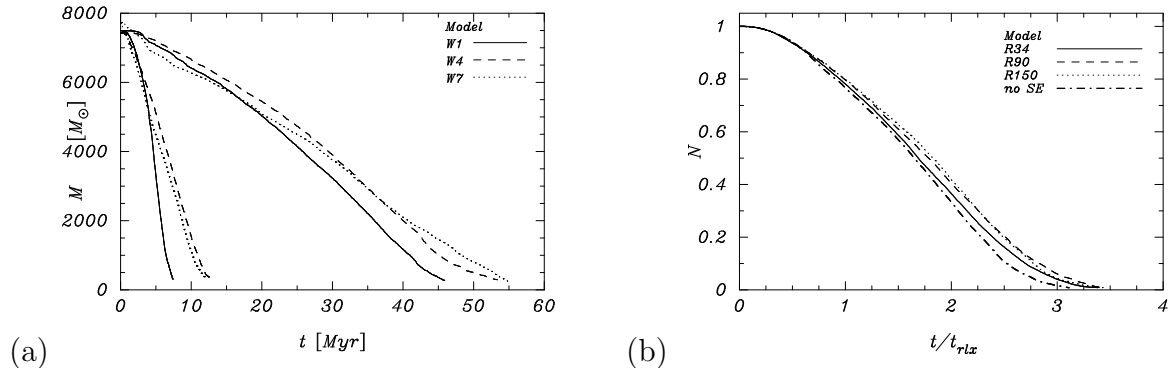 8000
6000
4000
2000
0
M [M⊙]
Model
W1
W4
W7
0 10 20 30 40 50 60
t [Myr]
(a)
1
0.8
0.6
0.4
0.2
0
N
Model
R34
R90
R150
no SE
0 1 2 3 4
t/t_rlx
(b)